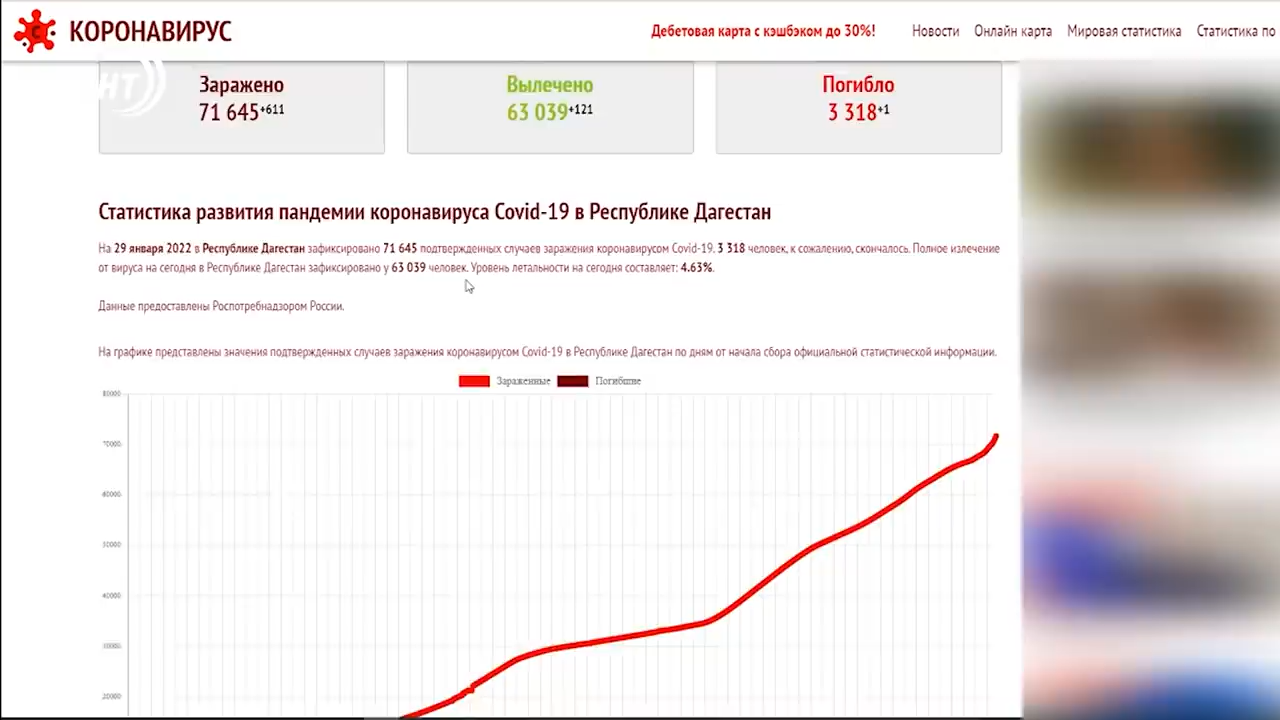 КОРОНАВИРУС
Дебетовая карта с кэшбэком до 30%! Новости Онлайн карта Мировая статистика Статистика по
НТ
Заражено Вылечено Погибло
71 645+611 63 039+121 3 318+1
Статистика развития пандемии коронавируса Covid-19 в Республике Дагестан
На 29 января 2022 в Республике Дагестан зафиксировано 71 645 подтвержденных случаев заражения коронавирусом Covid-19. 3 318 человек, к сожалению, скончалось. Полное излечение
от вируса на сегодня в Республике Дагестан зафиксировано у 63 039 человек. Уровень летальности на сегодня составляет: 4.63%.
Данные предоставлены Роспотребнадзором России.
На графике представлены значения подтвержденных случаев заражения коронавирусом Covid-19 в Республике Дагестан по дням от начала сбора официальной статистической информации.
Зараженные Погибшие
80000
70000
60000
50000
40000
30000
20000